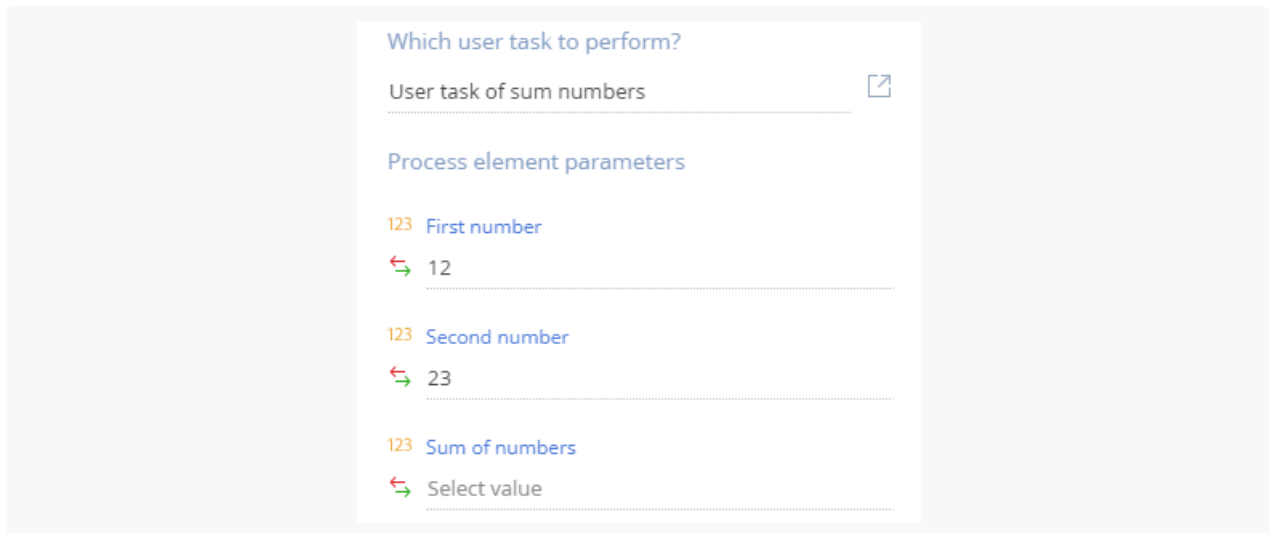 Which user task to perform?
User task of sum numbers
Process element parameters
123 First number
12
123 Second number
23
123 Sum of numbers
Select value